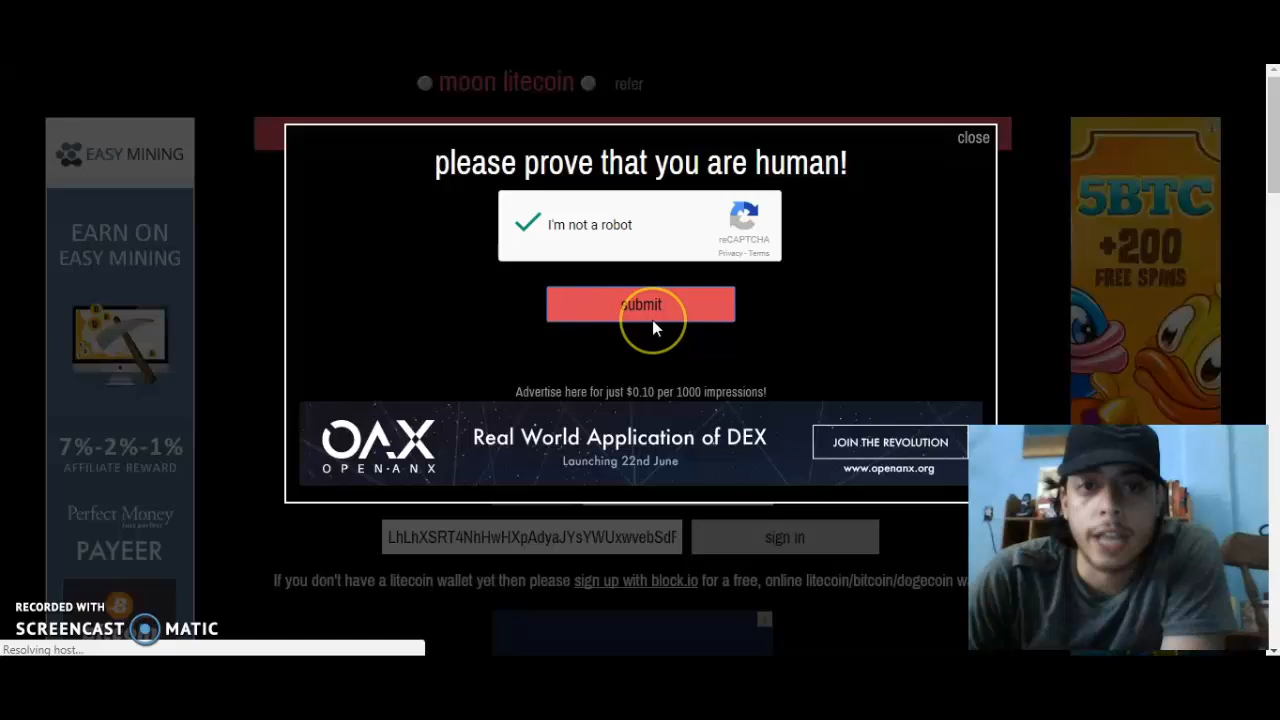 moon litecoin
refer
close
please prove that you are human!
I'm not a robot
reCAPTCHA
Privacy - Terms
submit
Advertise here for just $0.10 per 1000 impressions!
OAX
OPEN-ANX
Real World Application of DEX
Launching 22nd June
JOIN THE REVOLUTION
www.openanx.org
EASY MINING
EARN ON
EASY MINING
7%-2%-1%
AFFILIATE REWARD
Perfect Money
PAYEER
5BTC
+200
FREE SPINS
sign in
If you don't have a litecoin wallet yet then please sign up with block.io for a free, online litecoin/bitcoin/dogecoin
RECORDED WITH
SCREENCAST MATIC
Resolving host...